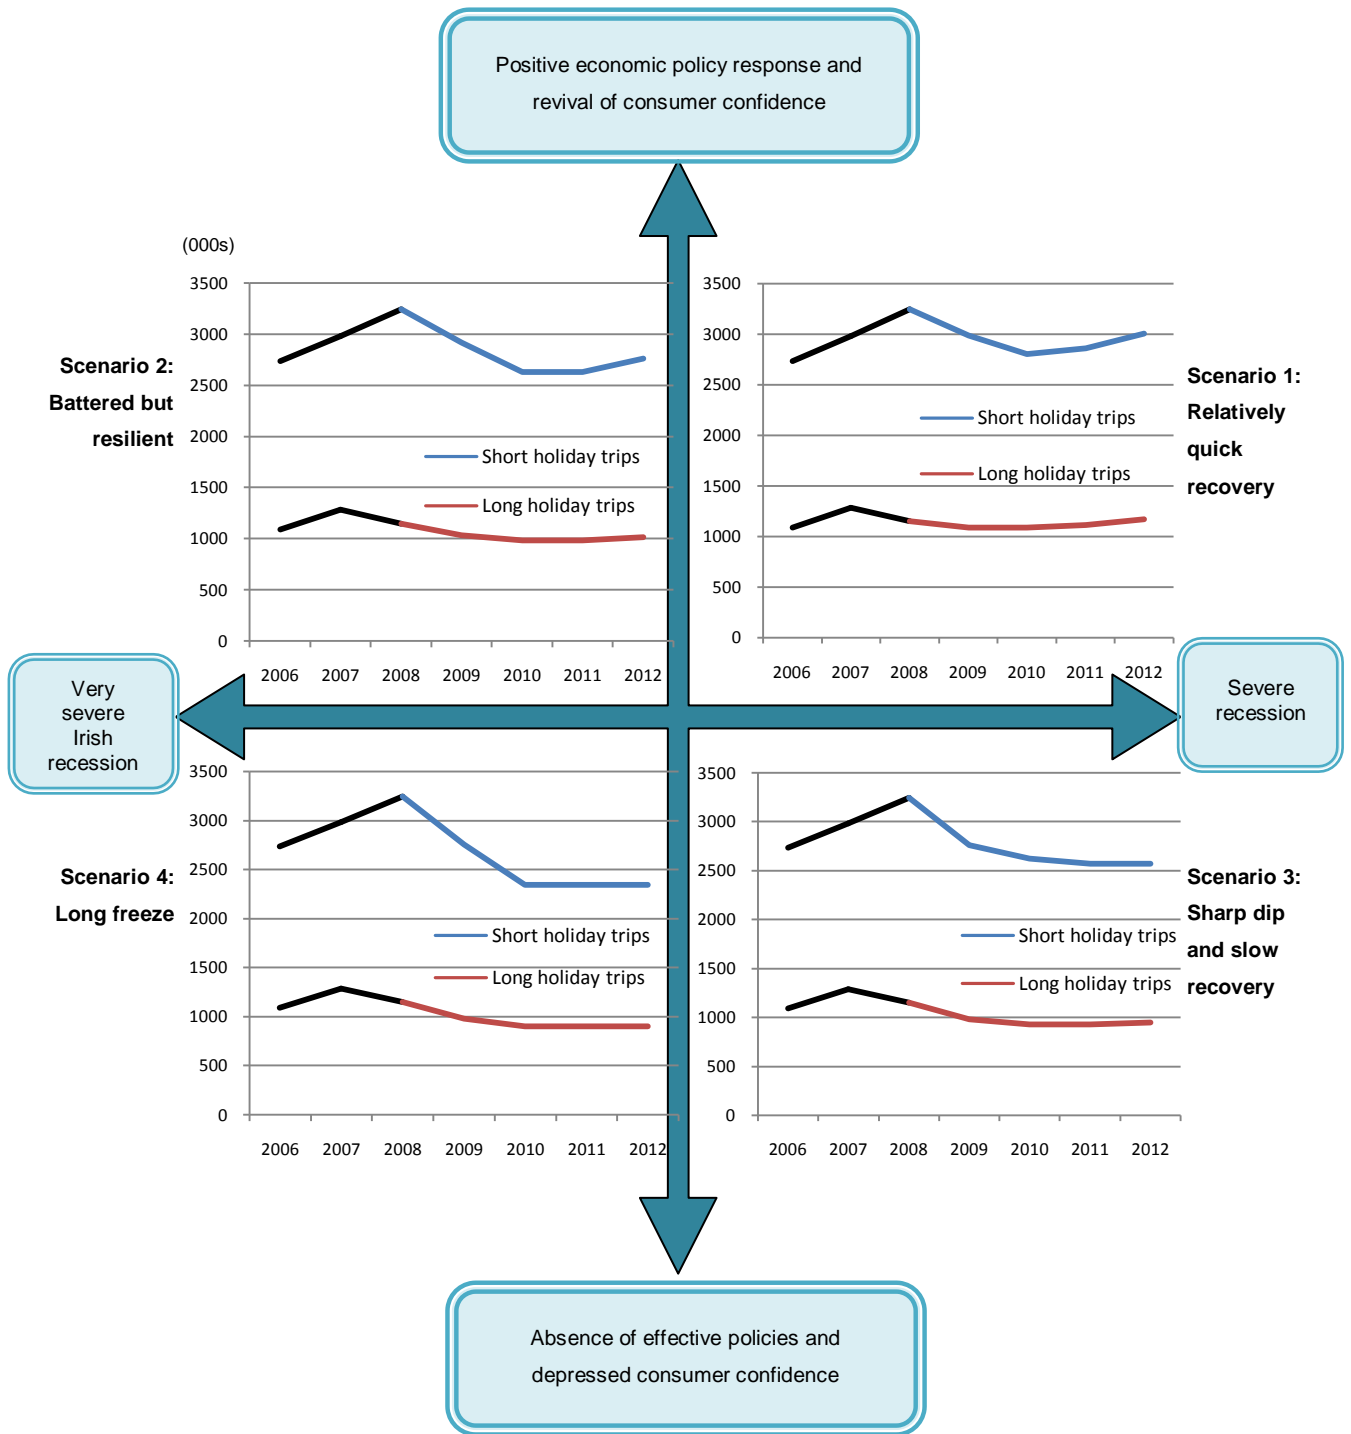 Positive economic policy response and
revival of consumer confidence
(000s)
Scenario 2:
Battered but
resilient
3500
3000
2500
2000
1500
1000
500
0
Short holiday trips
Long holiday trips
2006 2007 2008 2009 2010 2011 2012
3500
3000
2500
2000
1500
1000
500
0
Short holiday trips
Long holiday trips
2006 2007 2008 2009 2010 2011 2012
Scenario 1:
Relatively
quick
recovery
Very
severe
Irish
recession
Severe
recession
Scenario 4:
Long freeze
3500
3000
2500
2000
1500
1000
500
0
Short holiday trips
Long holiday trips
2006 2007 2008 2009 2010 2011 2012
3500
3000
2500
2000
1500
1000
500
0
Short holiday trips
Long holiday trips
2006 2007 2008 2009 2010 2011 2012
Scenario 3:
Sharp dip
and slow
recovery
Absence of effective policies and
depressed consumer confidence